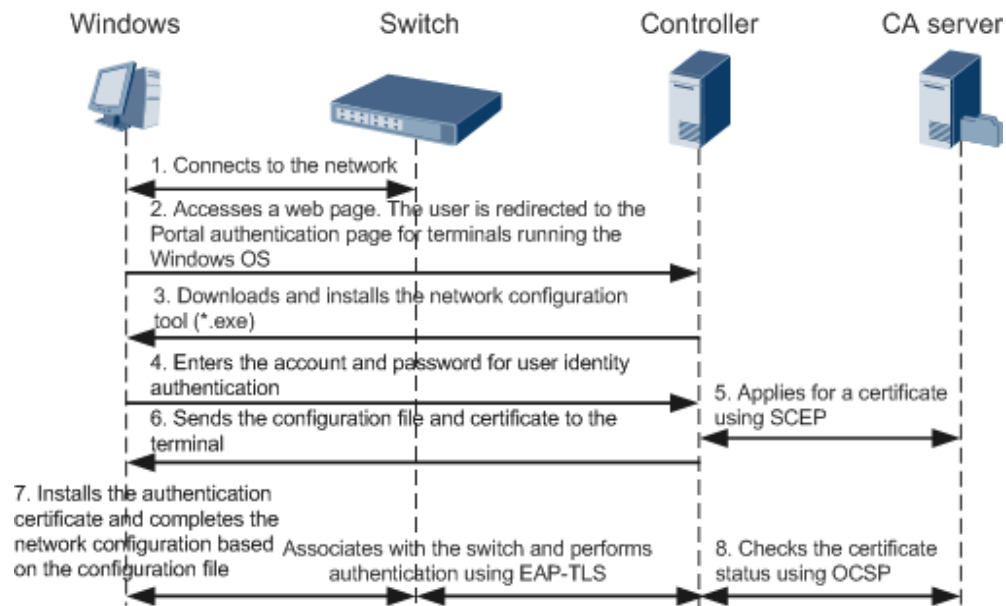 Windows
Switch
Controller
CA server
1. Connects to the network
2. Accesses a web page. The user is redirected to the
Portal authentication page for terminals running the
Windows OS
3. Downloads and installs the network configuration
tool (*.exe)
4. Enters the account and password for user identity
authentication
5. Applies for a certificate
using SCEP
6. Sends the configuration file and certificate to the
terminal
7. Installs the authentication
certificate and completes the
network configuration based
on the configuration file
Associates with the switch and performs
authentication using EAP-TLS
8. Checks the certificate
status using OCSP